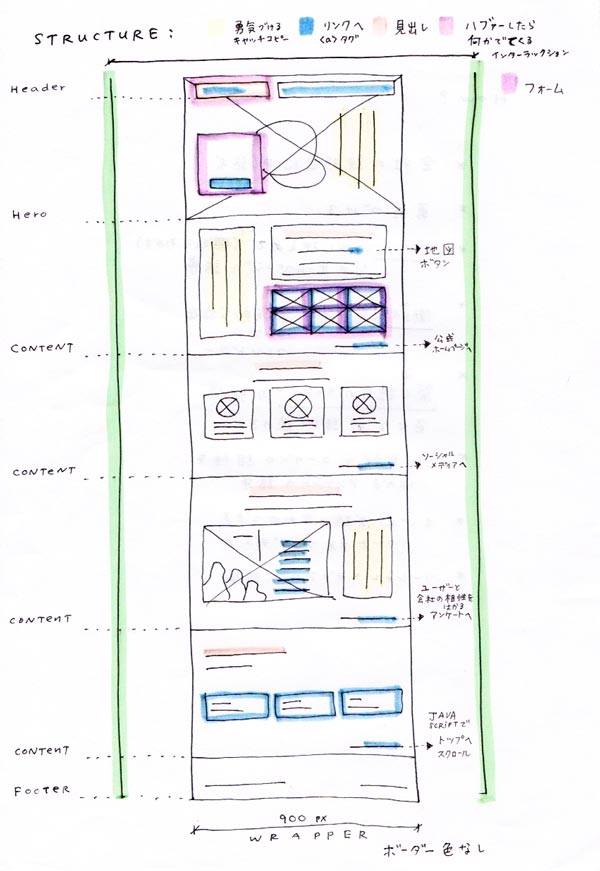 STRUCTURE:
勇気づける
キャッチコピー
リンクへ
<a>タグ
見出し
ハブァーしたら
何かでてくる
インターラックション
フォーム
Header
Hero
地図
ボタン
公式
ホームページへ
CONTENT
ソーシャル
メディアへ
CONTENT
ユーザーと
会社の相性を
はかる
アンケートへ
CONTENT
JAVA
SCRIPTで
トップへ
スクロール
CONTENT
FOOTER
900 PX
WRAPPER
ボーダー色なし